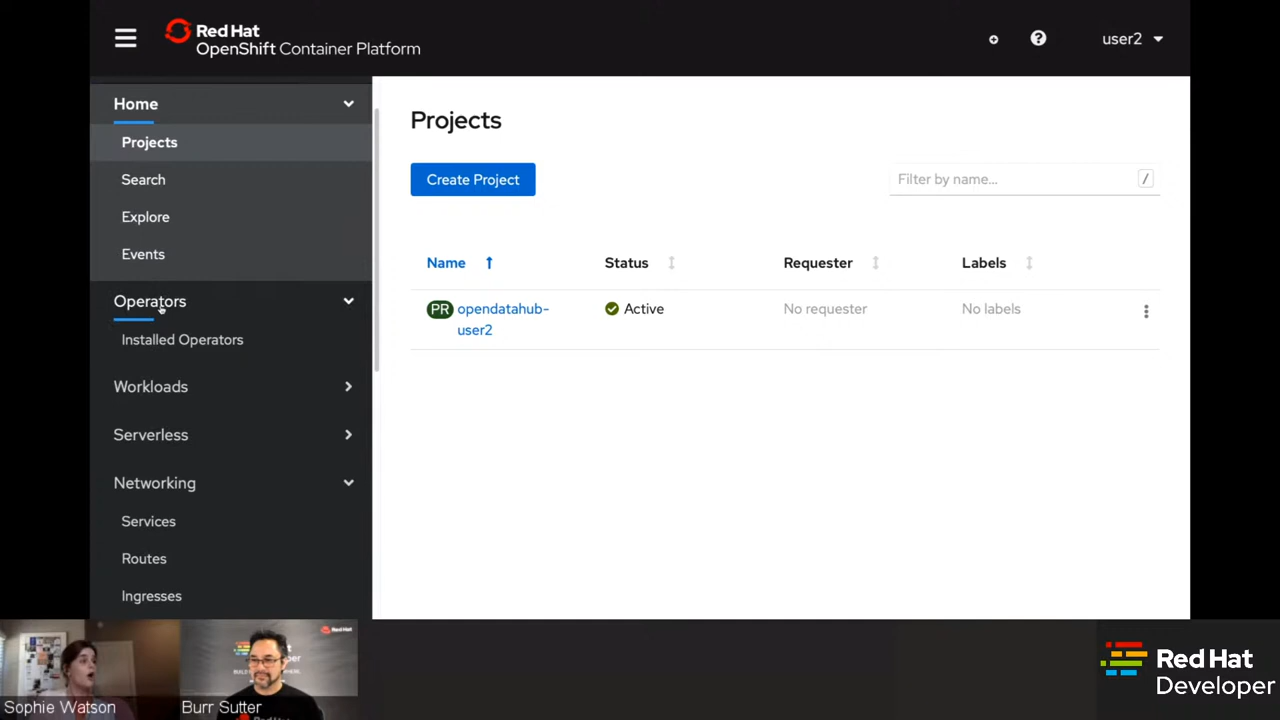 Red Hat
OpenShift Container Platform
user2
Home
Projects
Search
Explore
Events
Operators
Installed Operators
Workloads
Serverless
Networking
Services
Routes
Ingresses
Projects
Create Project
Filter by name...
/
Name
Status
Requester
Labels
PR
opendatahub-
user2
Active
No requester
No labels
Sophie Watson
Burr Sutter
Red Hat
Red Hat
Developer